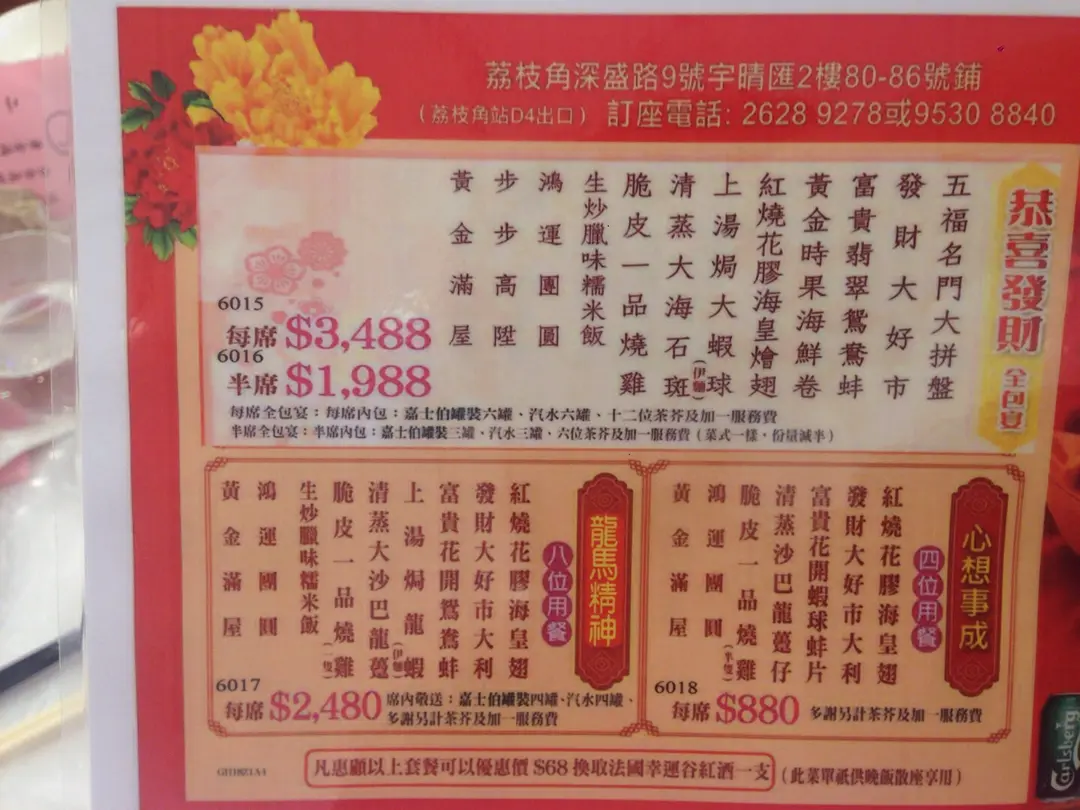 荔枝角深盛路9號宇晴匯2樓80-86號鋪
(荔枝角站D4出口) 訂座電話: 2628 9278或9530 8840
恭喜發財 全包宴
五福名門大拼盤
發財大好市
富貴翡翠鴛鴦蚌
黃金時果海鮮卷
紅燒花膠海皇燴翅
上湯焗大蝦球(伊麵)
清蒸大海石斑
脆皮一品燒雞
生炒臘味糯米飯
鴻運團圓
步步高陞
黃金滿屋
6015
每席 $3,488
6016
半席 $1,988
每席全包宴：每席內包：嘉士伯罐裝六罐、汽水六罐、十二位茶芥及加一服務費
半席全包宴：半席內包：嘉士伯罐裝三罐、汽水三罐、六位茶芥及加一服務費 (菜式一樣，份量減半)
龍馬精神
八位用餐
紅燒花膠海皇翅
發財大好市大利
富貴花開鴛鴦蚌
上湯焗龍蝦(伊麵)
清蒸大沙巴龍躉
脆皮一品燒雞(一隻)
生炒臘味糯米飯
鴻運團圓
黃金滿屋
6017
每席 $2,480 席內敬送：嘉士伯罐裝四罐、汽水四罐、
多謝另計茶芥及加一服務費
心想事成
四位用餐
紅燒花膠海皇翅
發財大好市大利
富貴花開蝦球蚌片
清蒸沙巴龍躉仔
脆皮一品燒雞(半隻)
鴻運團圓
黃金滿屋
6018
每席 $880 多謝另計茶芥及加一服務費
凡惠顧以上套餐可以優惠價 $68 換取法國幸運谷紅酒一支 (此菜單祇供晚飯散座享用)
Carlsberg